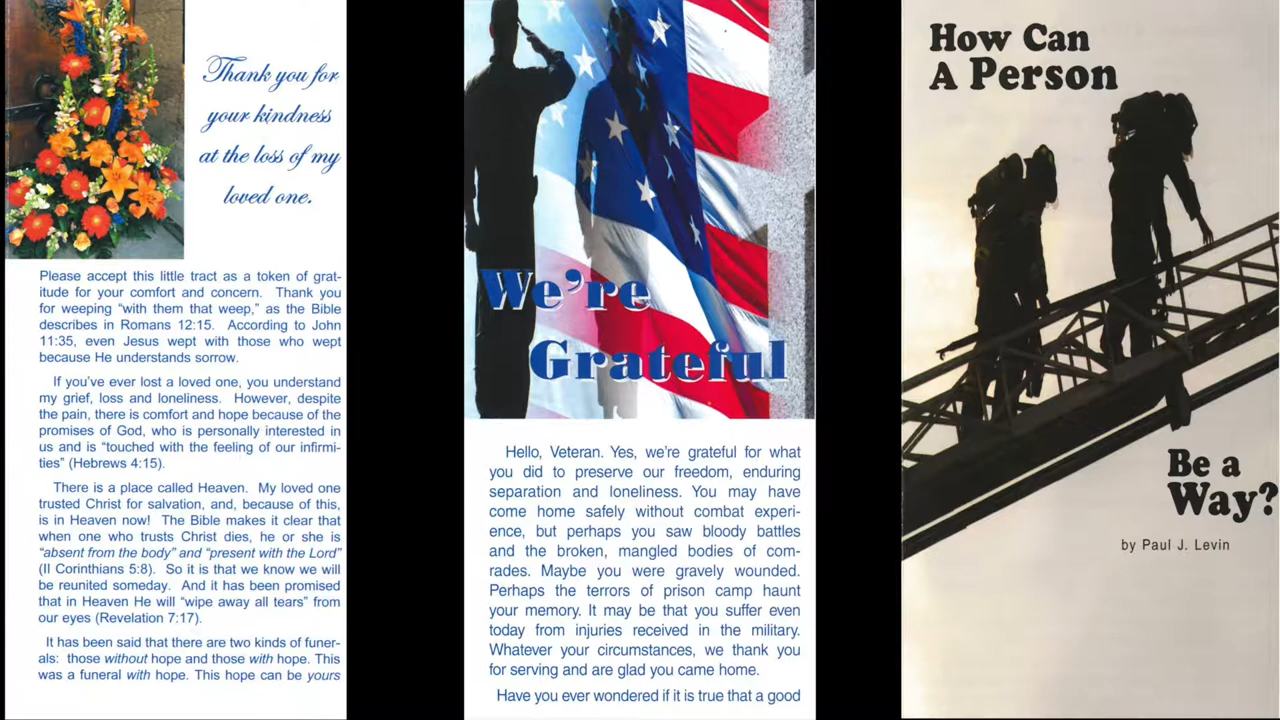 Thank you for
your kindness
at the loss of my
loved one.
Please accept this little tract as a token of grat-
itude for your comfort and concern. Thank you
for weeping “with them that weep,” as the Bible
describes in Romans 12:15. According to John
11:35, even Jesus wept with those who wept
because He understands sorrow.
If you’ve ever lost a loved one, you understand
my grief, loss and loneliness. However, despite
the pain, there is comfort and hope because of the
promises of God, who is personally interested in
us and is “touched with the feeling of our infirmi-
ties” (Hebrews 4:15).
There is a place called Heaven. My loved one
trusted Christ for salvation, and, because of this,
is in Heaven now! The Bible makes it clear that
when one who trusts Christ dies, he or she is
“absent from the body” and “present with the Lord”
(II Corinthians 5:8). So it is that we know we will
be reunited someday. And it has been promised
that in Heaven He will “wipe away all tears” from
our eyes (Revelation 7:17).
It has been said that there are two kinds of funer-
als: those without hope and those with hope. This
was a funeral with hope. This hope can be yours
We’re
Grateful
Hello, Veteran. Yes, we’re grateful for what
you did to preserve our freedom, enduring
separation and loneliness. You may have
come home safely without combat experi-
ence, but perhaps you saw bloody battles
and the broken, mangled bodies of com-
rades. Maybe you were gravely wounded.
Perhaps the terrors of prison camp haunt
your memory. It may be that you suffer even
today from injuries received in the military.
Whatever your circumstances, we thank you
for serving and are glad you came home.
Have you ever wondered if it is true that a good
How Can
A Person
Be a
Way?
by Paul J. Levin